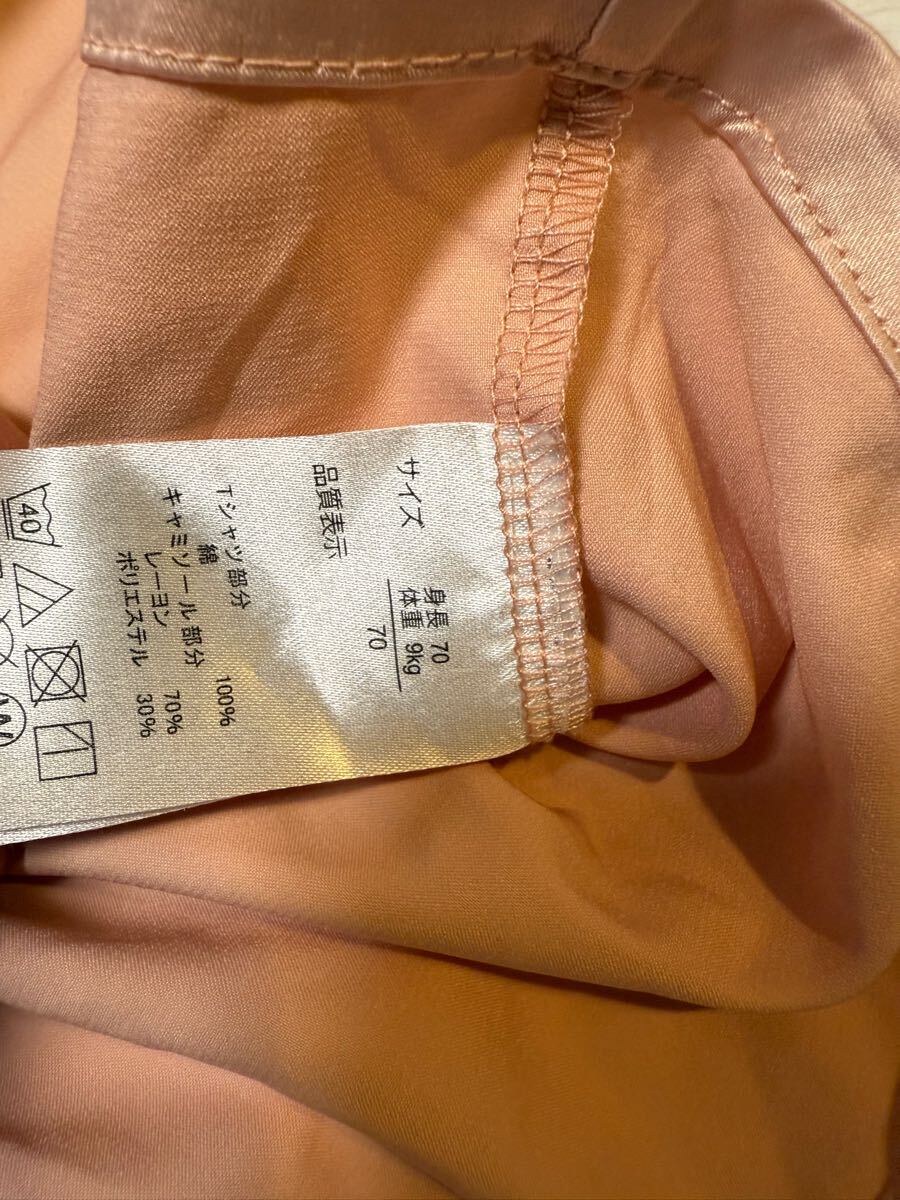 サイズ
身長 70
体重 9kg
70
品質表示
Tシャツ部分
綿 100%
キャミソール部分
レーヨン 70%
ポリエステル 30%
40
W